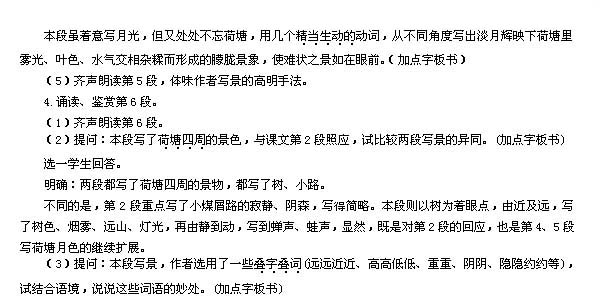 本段虽着意写月光，但又处处不忘荷塘，用几个精当生动的动词，从不同角度写出淡月辉映下荷塘里
雾光、叶色、水气交相杂糅而形成的朦胧景象，使难状之景如在眼前。（加点字板书）
（5）齐声朗读第5段，体味作者写景的高明手法。
4.诵读、鉴赏第6段。
（1）齐声朗读第6段。
（2）提问：本段写了荷塘四周的景色，与课文第2段照应，试比较两段写景的异同。（加点字板书）
选一学生回答。
明确：两段都写了荷塘四周的景物，都写了树、小路。
不同的是，第2段重点写了小煤屑路的寂静、阴森，写得简略。本段则以树为着眼点，由近及远，写
了树色、烟雾、远山、灯光，再由静到动，写到蝉声、蛙声，显然，既是对第2段的回应，也是第4、5段
写荷塘月色的继续扩展。
（3）提问：本段写景，作者选用了一些叠字叠词（远远近近、高高低低、重重、阴阴、隐隐约约等），
试结合语境，说说这些词语的妙处。（加点字板书）